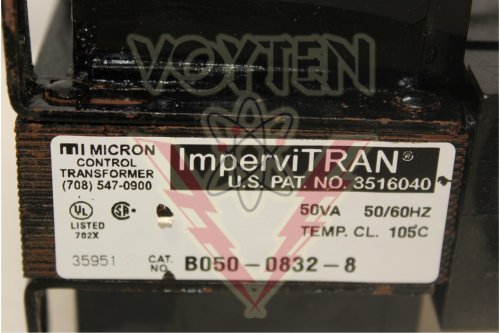 VOYTEN
MICRON
CONTROL
TRANSFORMER
(708) 547-0900
ImperviTRAN®
U.S. PAT. NO. 3516040
UL
LISTED
702X
50VA 50/60HZ
TEMP. CL. 105C
35951
CAT.
NO.
B050-0832-8